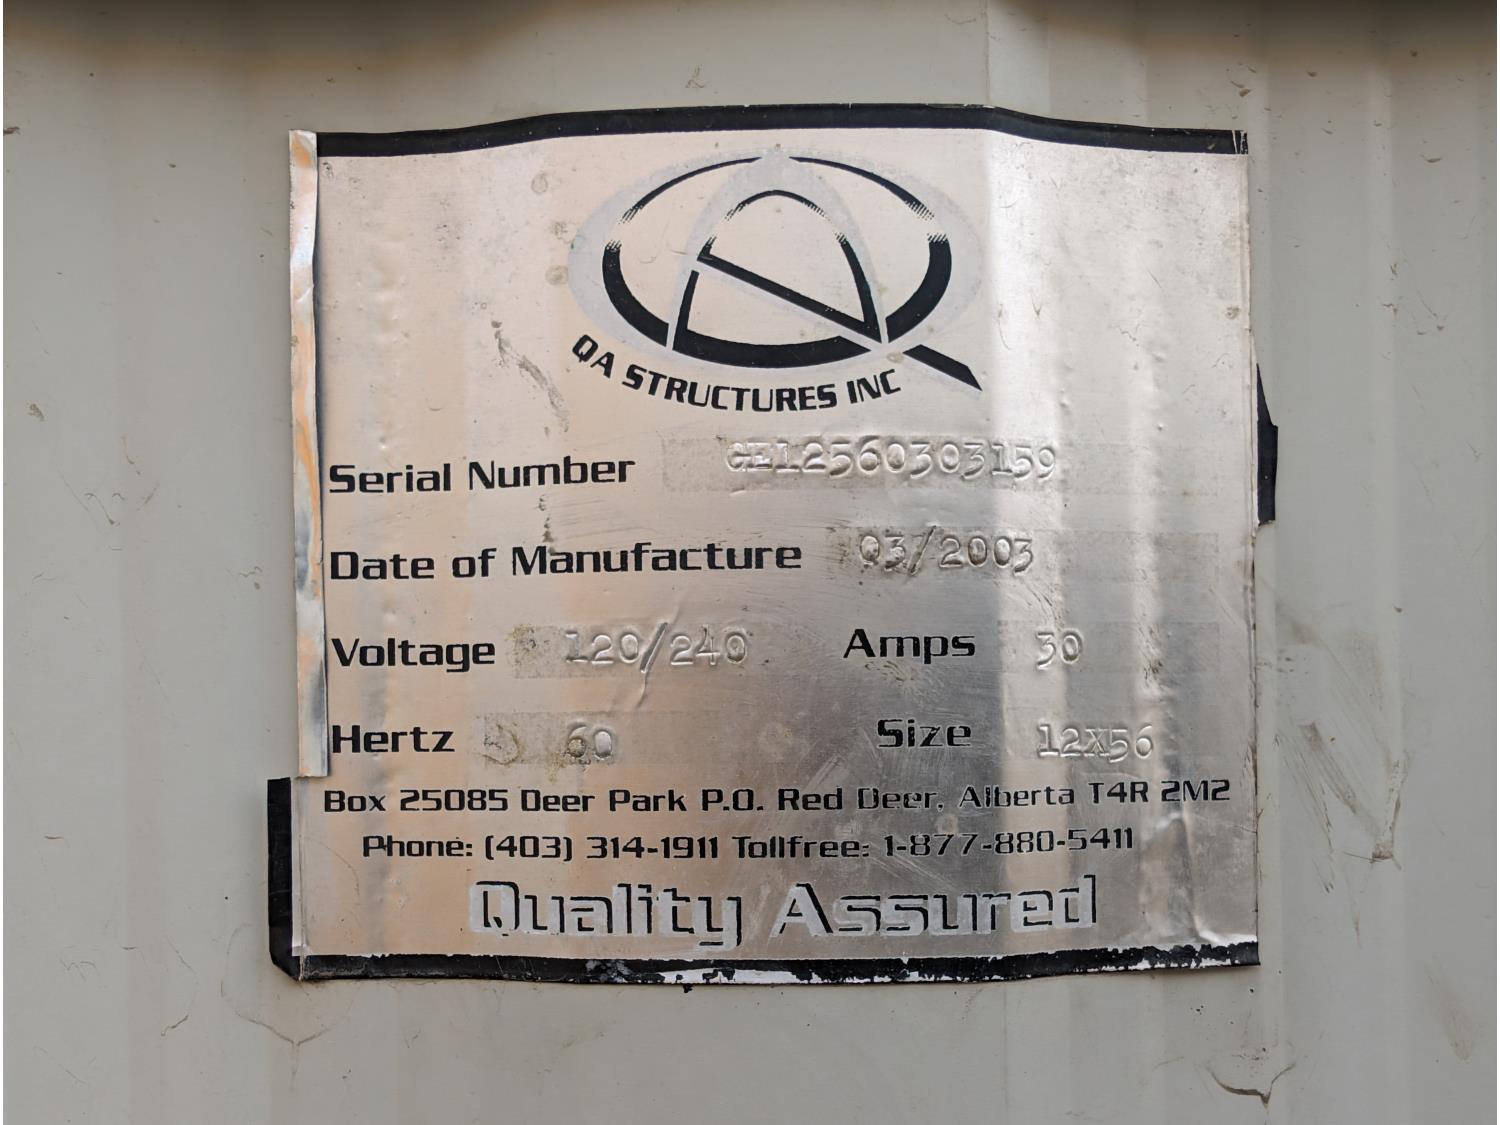 QA STRUCTURES INC
Serial Number GE12560303159
Date of Manufacture Q3/2003
Voltage 120/240 Amps 30
Hertz 60 Size 12X56
Box 25085 Deer Park P.O. Red Deer, Alberta T4R 2M2
Phone: (403) 314-1911 Tollfree: 1-877-880-5411
Quality Assured